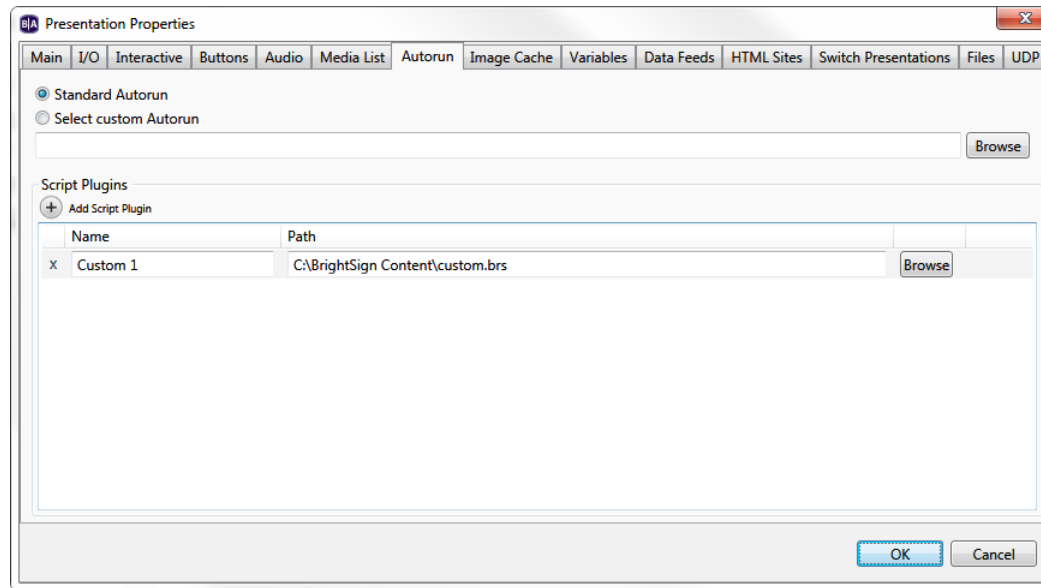 BA Presentation Properties
x
Main I/O Interactive Buttons Audio Media List Autorun Image Cache Variables Data Feeds HTML Sites Switch Presentations Files UDP
Standard Autorun
Select custom Autorun
Browse
Script Plugins
+ Add Script Plugin
Name Path
x Custom 1 C:\BrightSign Content\custom.brs Browse
OK Cancel